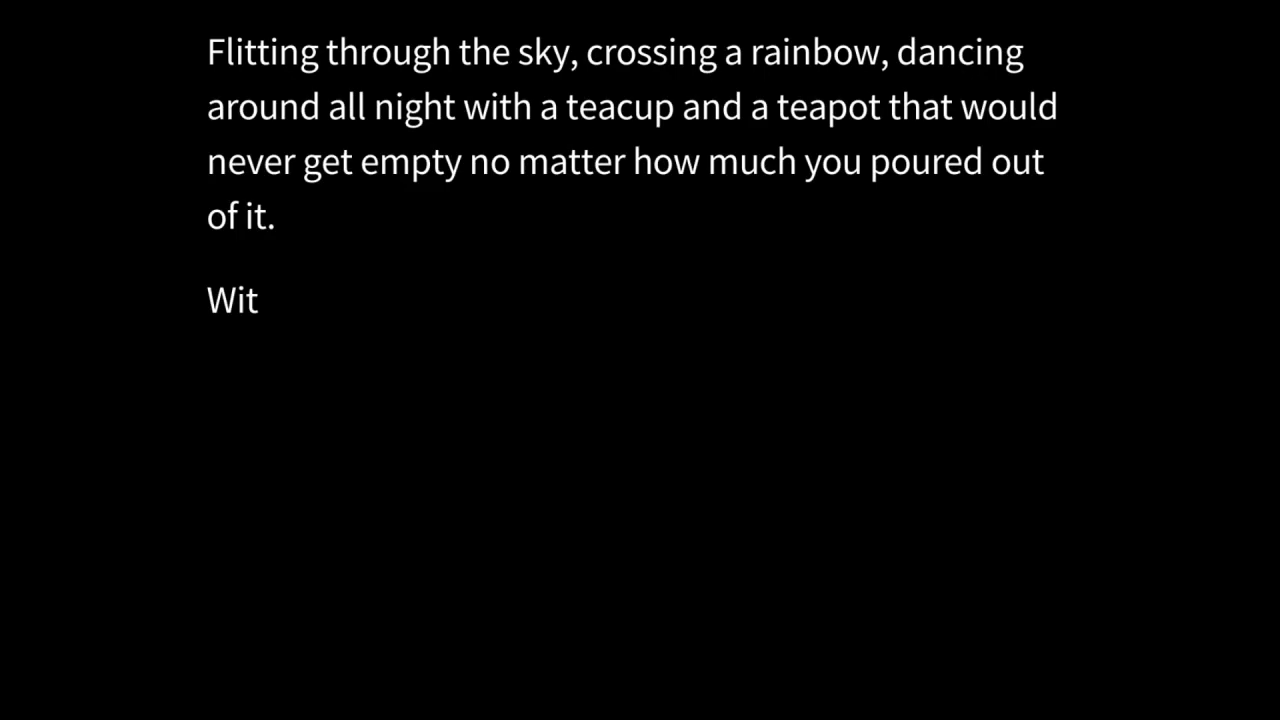 Flitting through the sky, crossing a rainbow, dancing
around all night with a teacup and a teapot that would
never get empty no matter how much you poured out
of it.
Wit